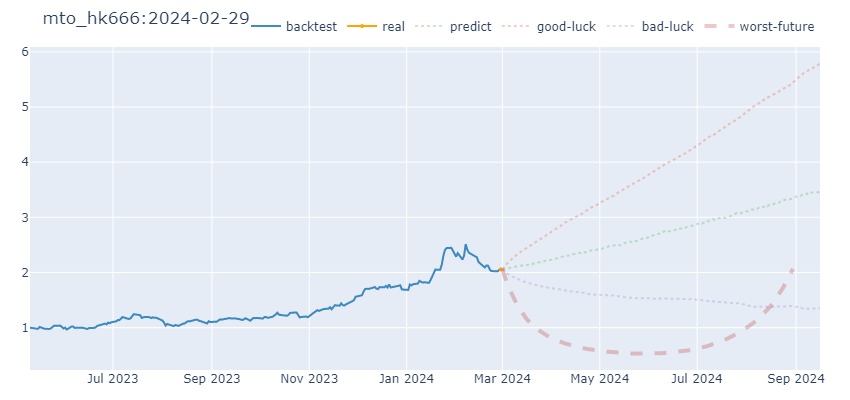 mto_hk666:2024-02-29
backtest real predict good-luck bad-luck worst-future
6
5
4
3
2
1
Jul 2023 Sep 2023 Nov 2023 Jan 2024 Mar 2024 May 2024 Jul 2024 Sep 2024